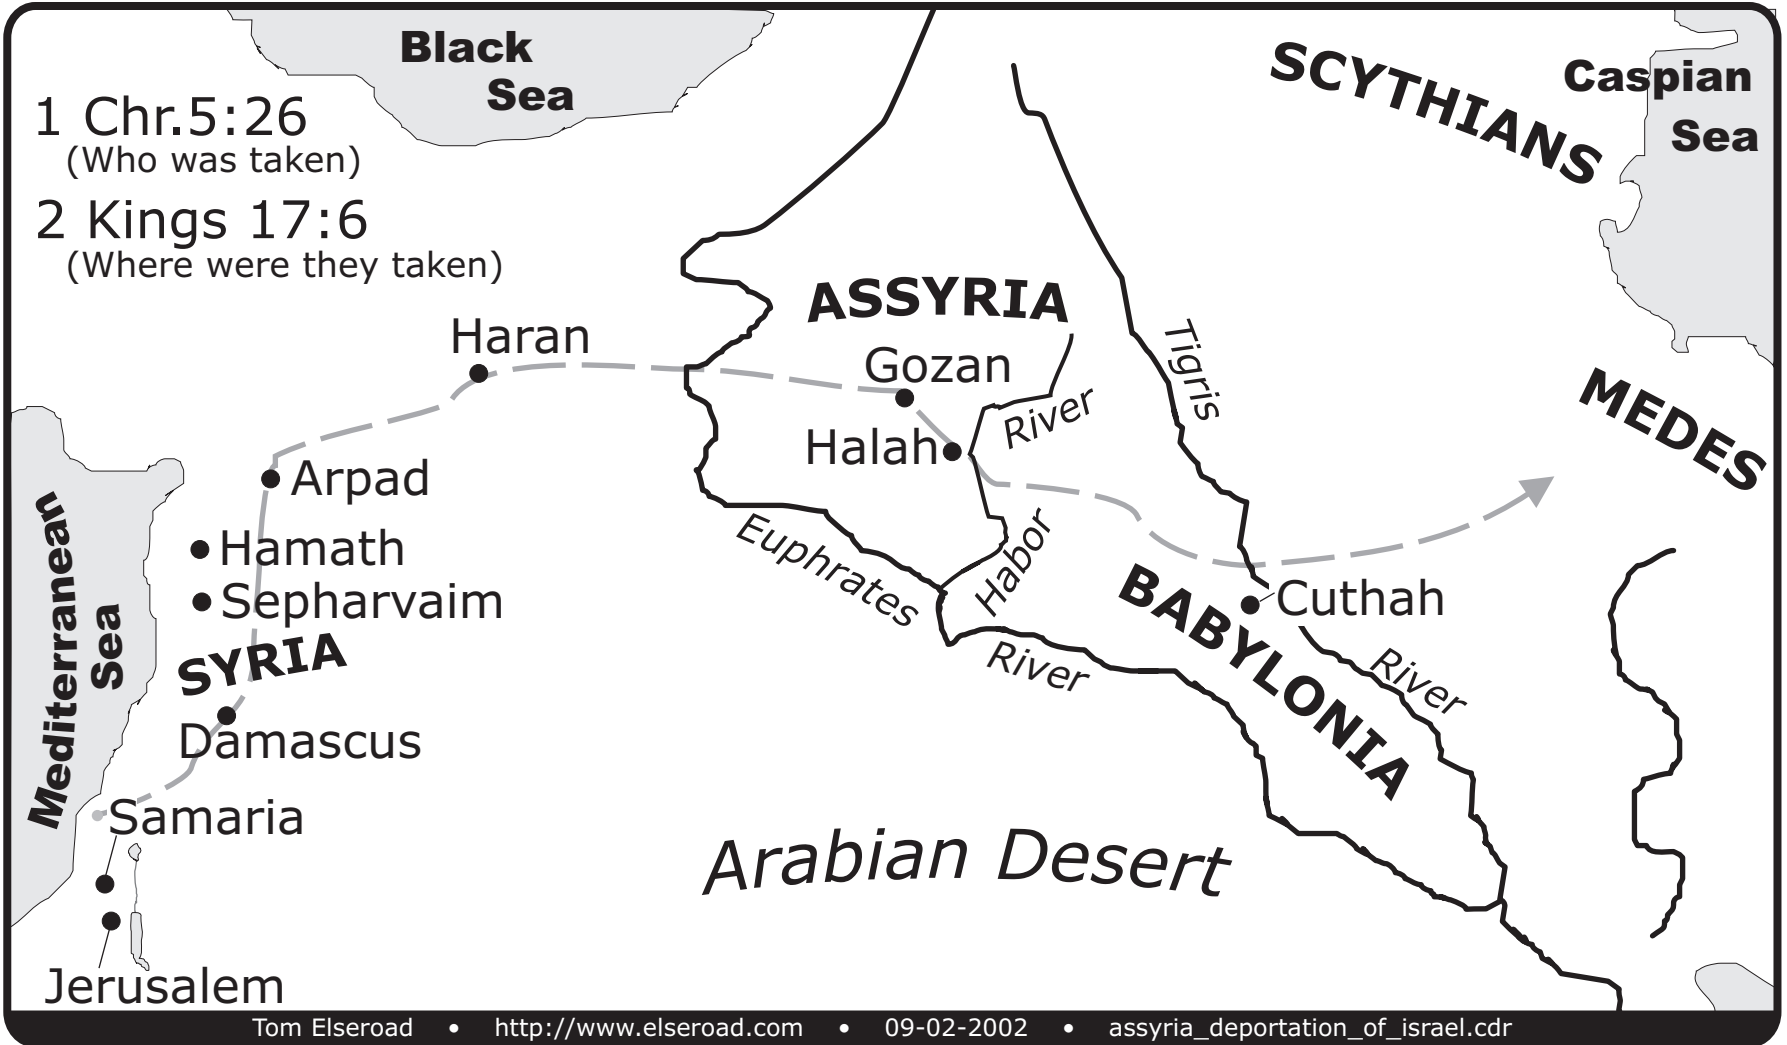 Black
Sea
SCYTHIANS
Caspian
Sea
1 Chr.5:26
(Who was taken)
2 Kings 17:6
(Where were they taken)
ASSYRIA
Haran
Gozan
Tigris
River
MEDES
Halah
Arpad
Mediterranean
Sea
Hamath
Euphrates
Habor
Sepharvaim
BABYLONIA
Cuthah
SYRIA
River
River
Damascus
Samaria
Arabian Desert
Jerusalem
Tom Elseroad • http://www.elseroad.com • 09-02-2002 • assyria_deportation_of_israel.cdr